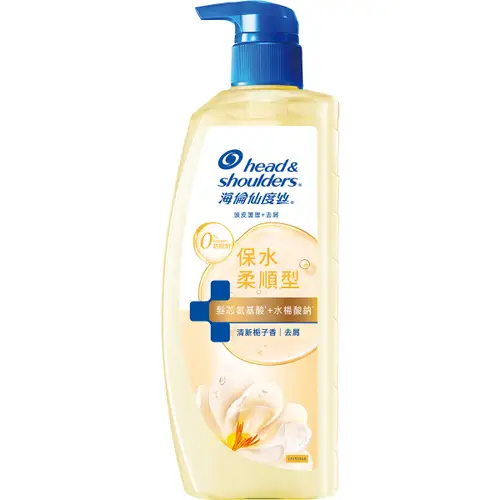 head&
shoulders®
海倫仙度絲®
頭皮護理+去屑
0%
保水
柔順型
髮芯氨基酸+水楊酸鈉
清新梔子香|去屑